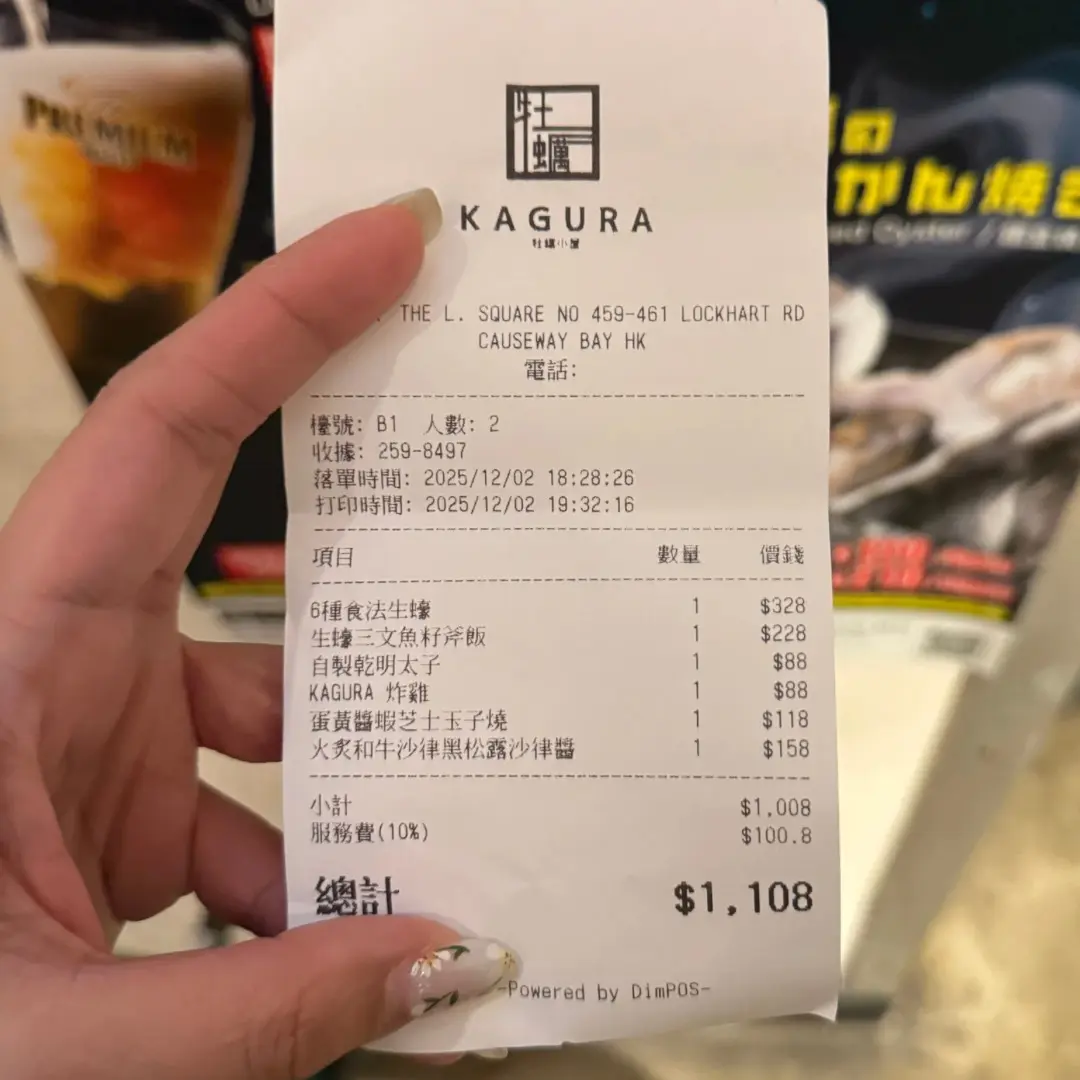 PREMIUM
牡蠣
KAGURA
牡蠣小屋
THE L. SQUARE NO 459-461 LOCKHART RD
CAUSEWAY BAY HK
電話:
檯號: B1 人數: 2
收據: 259-8497
落單時間: 2025/12/02 18:28:26
打印時間: 2025/12/02 19:32:16
項目 數量 價錢
6種食法生蠔 1 $328
生蠔三文魚籽斧飯 1 $228
自製乾明太子 1 $88
KAGURA 炸雞 1 $88
蛋黃醬蝦芝士玉子燒 1 $118
火炙和牛沙律黑松露沙律醬 1 $158
小計 $1,008
服務費(10%) $100.8
總計 $1,108
-Powered by DimPOS-
がん焼き
Oyster /